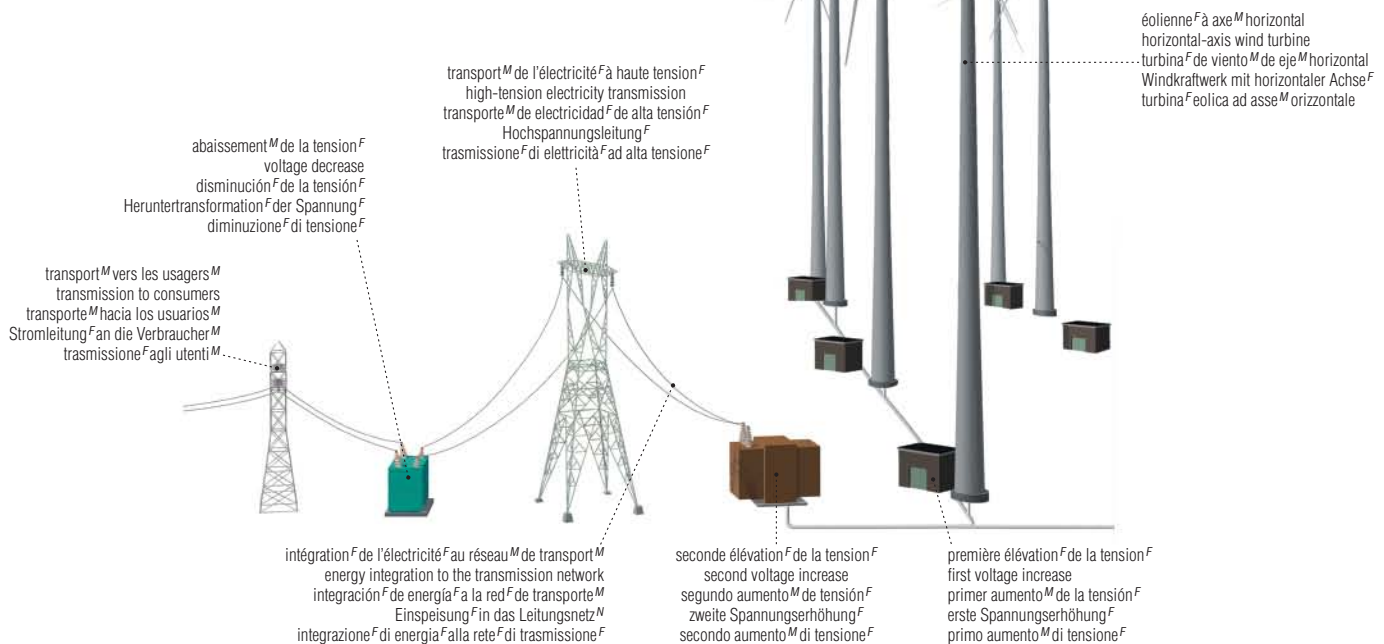 éolienne F à axe M horizontal
horizontal-axis wind turbine
turbina F de viento M de eje M horizontal
Windkraftwerk mit horizontaler Achse F
turbina F eolica ad asse M orizzontale
transport M de l'électricité F à haute tension F
high-tension electricity transmission
transporte M de electricidad F de alta tensión F
Hochspannungsleitung F
trasmissione F di elettricità F ad alta tensione F
abaissement M de la tension F
voltage decrease
disminución F de la tensión F
Heruntertransformation F der Spannung F
diminuzione F di tensione F
transport M vers les usagers M
transmission to consumers
transporte M hacia los usuarios M
Stromleitung F an die Verbraucher M
trasmissione F agli utenti M
intégration F de l'électricité F au réseau M de transport M
energy integration to the transmission network
integración F de energía F a la red F de transporte M
Einspeisung F in das Leitungsnetz N
integrazione F di energia F alla rete F di trasmissione F
seconde élévation F de la tension F
second voltage increase
segundo aumento M de tensión F
zweite Spannungserhöhung F
secondo aumento M di tensione F
première élévation F de la tension F
first voltage increase
primer aumento M de la tensión F
erste Spannungserhöhung F
primo aumento M di tensione F